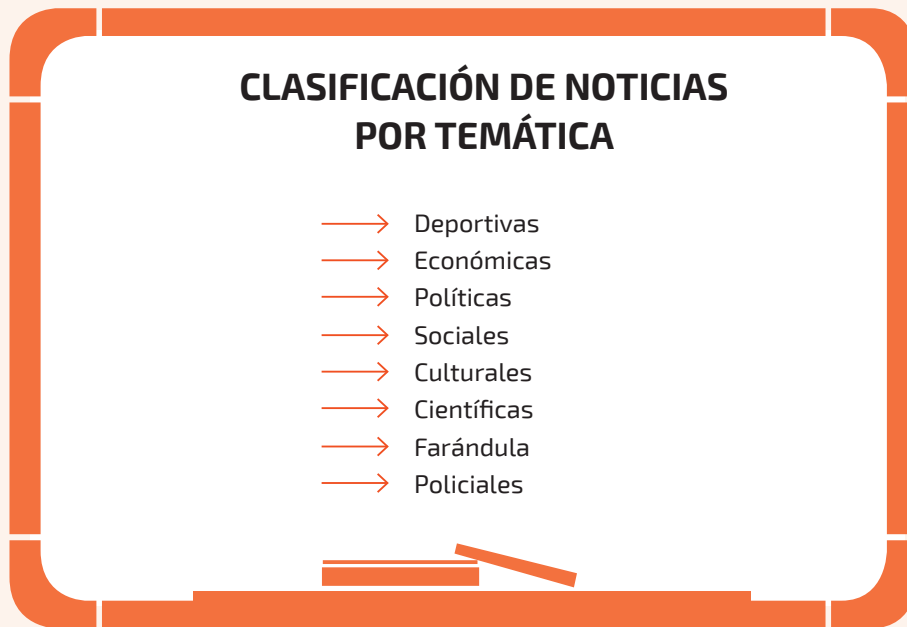 CLASIFICACIÓN DE NOTICIAS
POR TEMÁTICA
Deportivas
Económicas
Políticas
Sociales
Culturales
Científicas
Farándula
Policiales